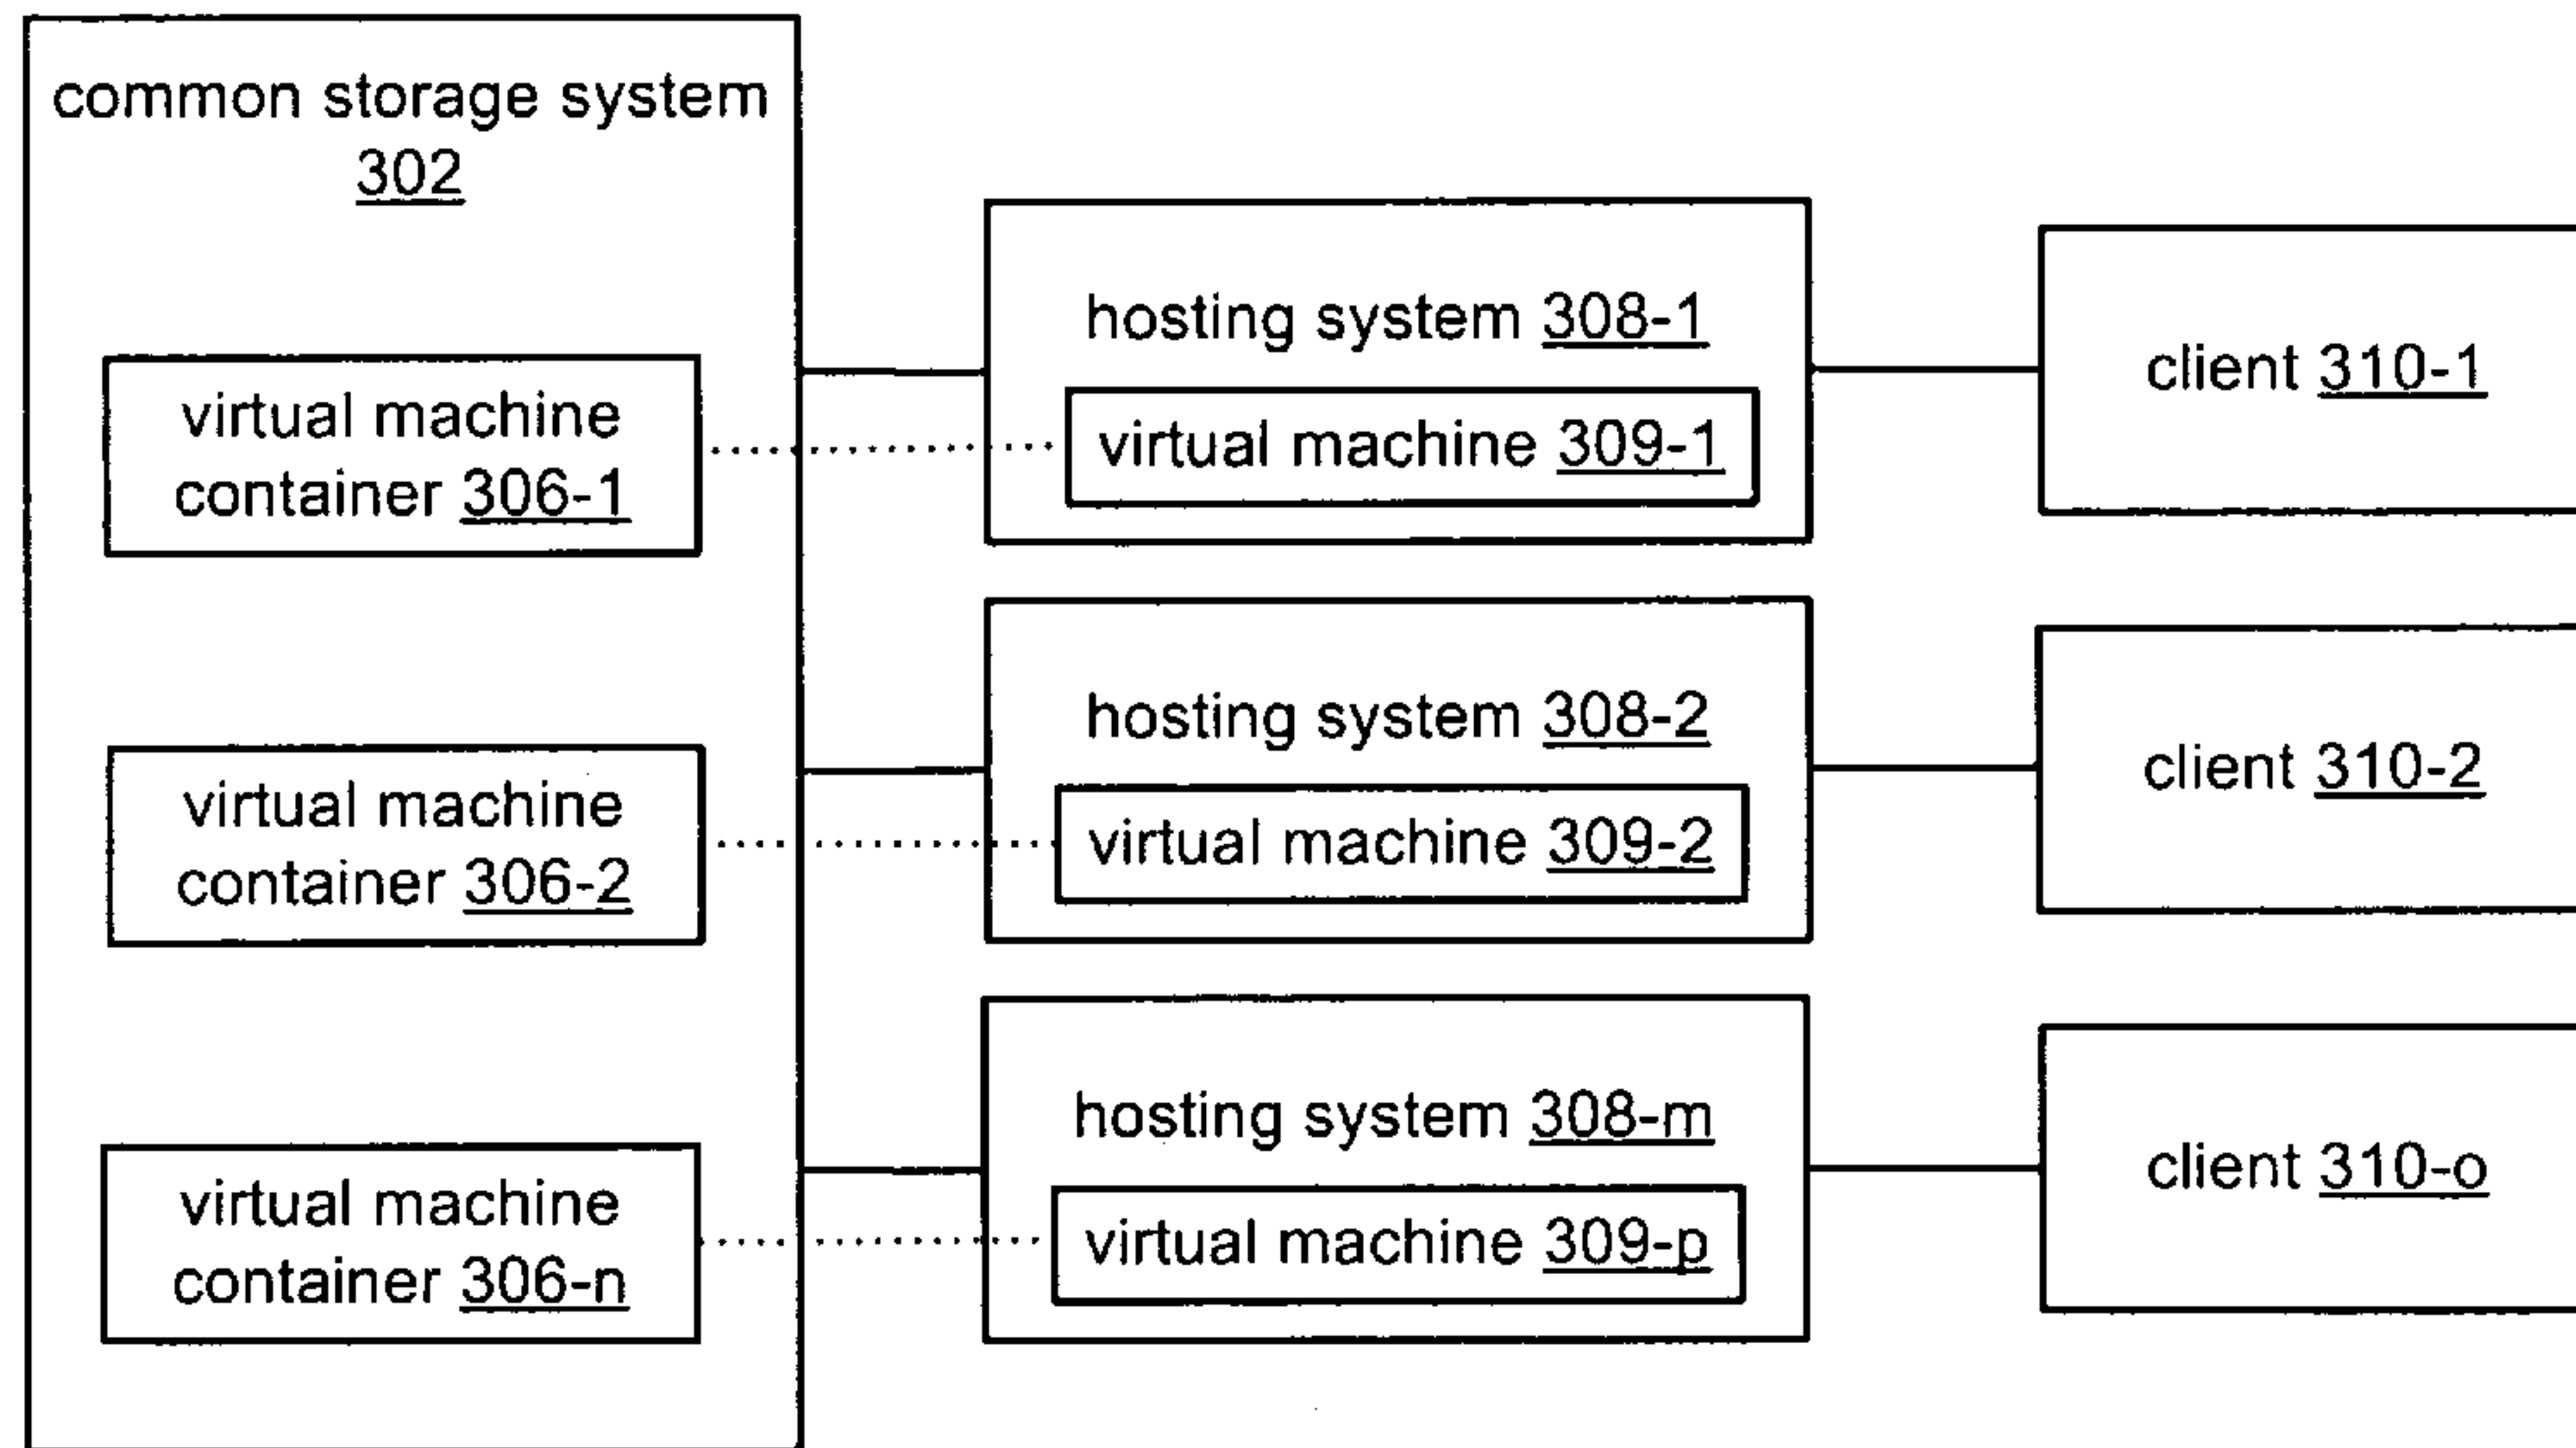 common storage system
302
virtual machine
container 306-1
virtual machine
container 306-2
virtual machine
container 306-n
hosting system 308-1
virtual machine 309-1
hosting system 308-2
virtual machine 309-2
hosting system 308-m
virtual machine 309-p
client 310-1
client 310-2
client 310-o